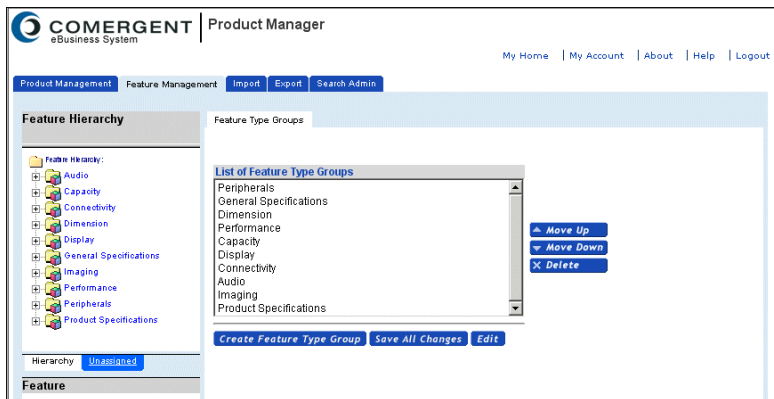 COMERGENT
eBusiness System
Product Manager
My Home | My Account | About | Help | Logout
Product Management Feature Management Import Export Search Admin
Feature Hierarchy
Feature Hierarchy:
Audio
Capacity
Connectivity
Dimension
Display
General Specifications
Imaging
Performance
Peripherals
Product Specifications
Hierarchy Unassigned
Feature
Feature Type Groups
List of Feature Type Groups
Peripherals
General Specifications
Dimension
Performance
Capacity
Display
Connectivity
Audio
Imaging
Product Specifications
Move Up
Move Down
X Delete
Create Feature Type Group Save All Changes Edit